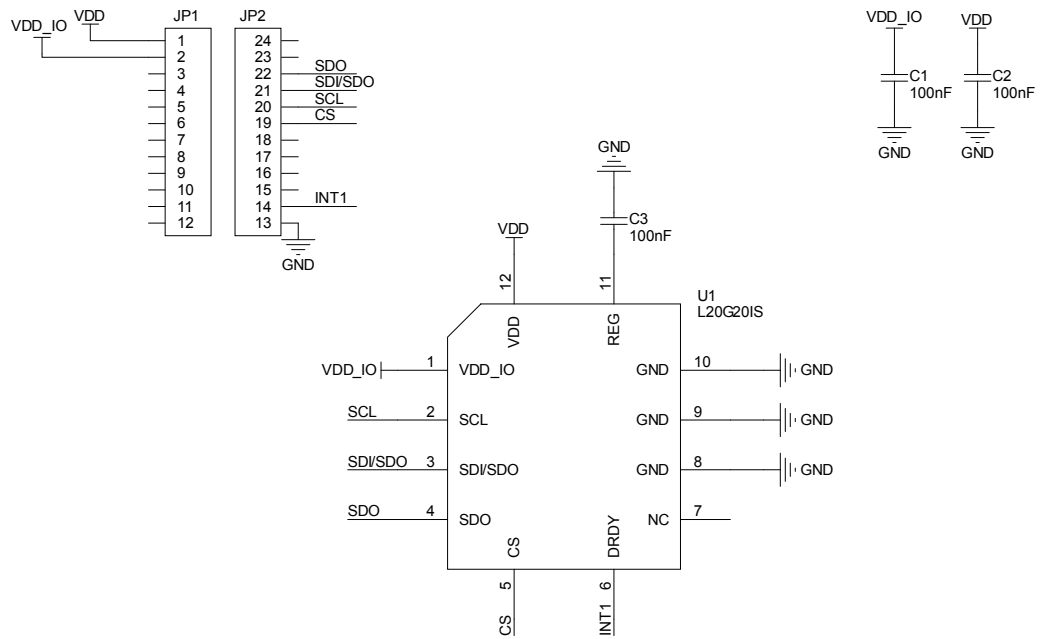 VDD_IO
VDD
JP1
1
2
3
4
5
6
7
8
9
10
11
12
JP2
24
23
22 SDO
21 SDI/SDO
20 SCL
19 CS
18
17
16
15
14 INT1
13
GND
VDD_IO
C1
100nF
GND
VDD
C2
100nF
GND
GND
C3
100nF
VDD
12
11
U1
L20G20IS
VDD
REG
VDD_IO 1 VDD_IO
GND 10 GND
SCL 2 SCL
GND 9 GND
SDI/SDO 3 SDI/SDO
GND 8 GND
SDO 4 SDO
NC 7
CS
DRDY
5
6
CS
INT1